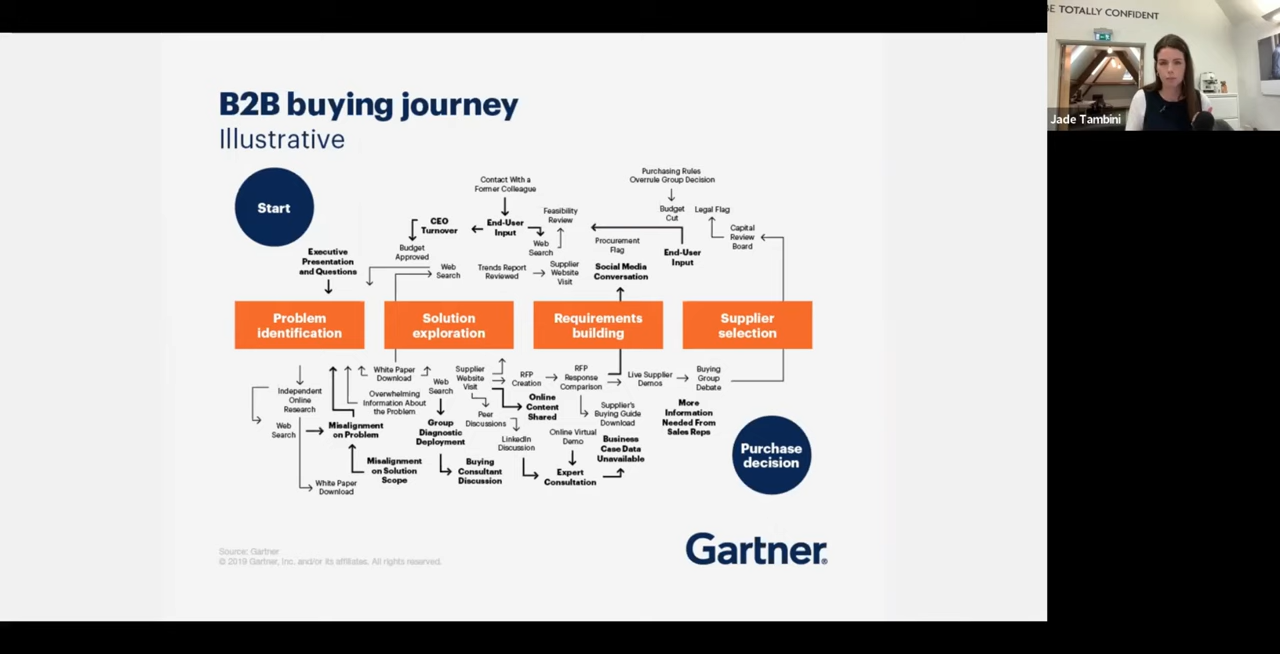 B2B buying journey
Illustrative
Start
Contact With a
Former Colleague
Purchasing Rules
Overrule Group Decision
CEO
Turnover
End-User
Input
Feasibility
Review
Budget
Cut
Legal Flag
Capital
Review
Board
Executive
Presentation
and Questions
Budget
Approved
Web
Search
Procurement
Flag
End-User
Input
Web
Search
Trends Report
Reviewed
Supplier
Website
Visit
Social Media
Conversation
Problem
identification
Solution
exploration
Requirements
building
Supplier
selection
Independent
Online
Research
White Paper
Download
Web
Search
Supplier
Website
Visit
RFP
Creation
RFP
Response
Comparison
Live Supplier
Demos
Buying
Group
Debate
Overwhelming
Information About
the Problem
Online
Content
Shared
Supplier's
Buying Guide
Download
More
Information
Needed From
Sales Reps
Web
Search
Misalignment
on Problem
Group
Diagnostic
Deployment
Peer
Discussions
LinkedIn
Discussion
Online Virtual
Demo
Business
Case Data
Unavailable
Misalignment
on Solution
Scope
Buying
Consultant
Discussion
Expert
Consultation
White Paper
Download
Purchase
decision
Source: Gartner
© 2019 Gartner, Inc. and/or its affiliates. All rights reserved.
Gartner®
BE TOTALLY CONFIDENT
Jade Tambini